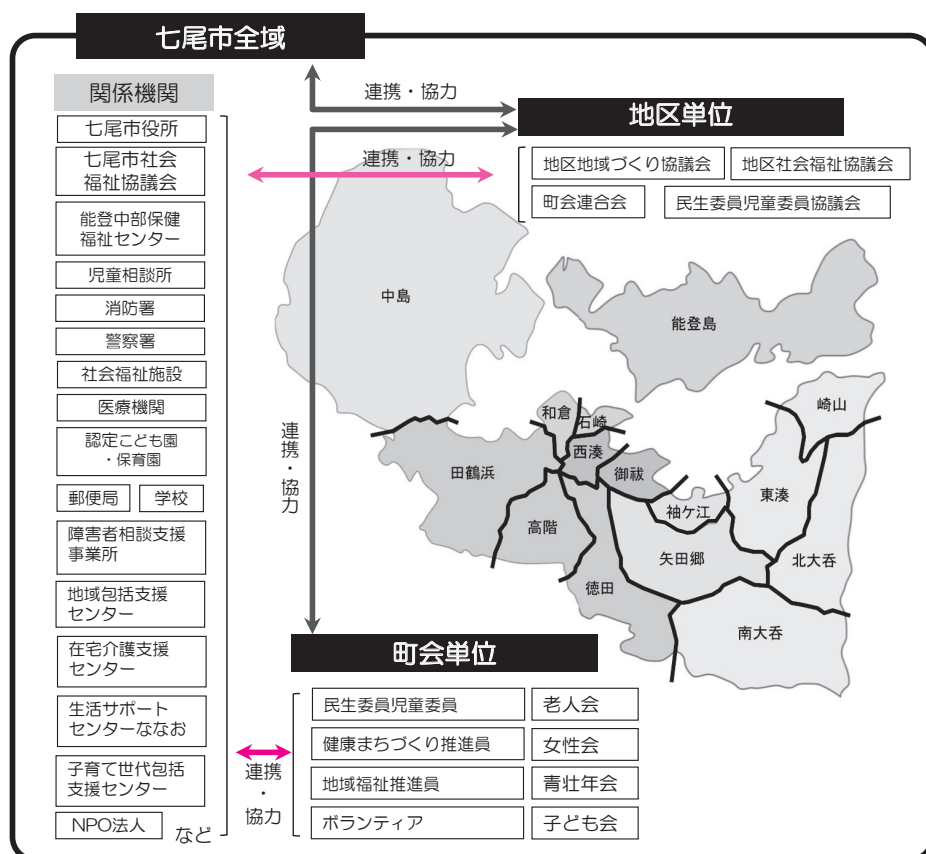 七尾市全域
関係機関
七尾市役所
七尾市社会
福祉協議会
能登中部保健
福祉センター
児童相談所
消防署
警察署
社会福祉施設
医療機関
認定こども園
・保育園
郵便局
学校
障害者相談支援
事業所
地域包括支援
センター
在宅介護支援
センター
生活サポート
センターななお
子育て世代包括
支援センター
NPO法人
など
連携・協力
地区単位
連携・協力
地区地域づくり協議会
地区社会福祉協議会
町会連合会
民生委員児童委員協議会
連携・協力
中島
能登島
和倉
石崎
崎山
田鶴浜
西湊
御祓
東湊
袖ケ江
高階
矢田郷
北大呑
徳田
南大呑
町会単位
連携
・
協力
民生委員児童委員
老人会
健康まちづくり推進員
女性会
地域福祉推進員
青壮年会
ボランティア
子ども会